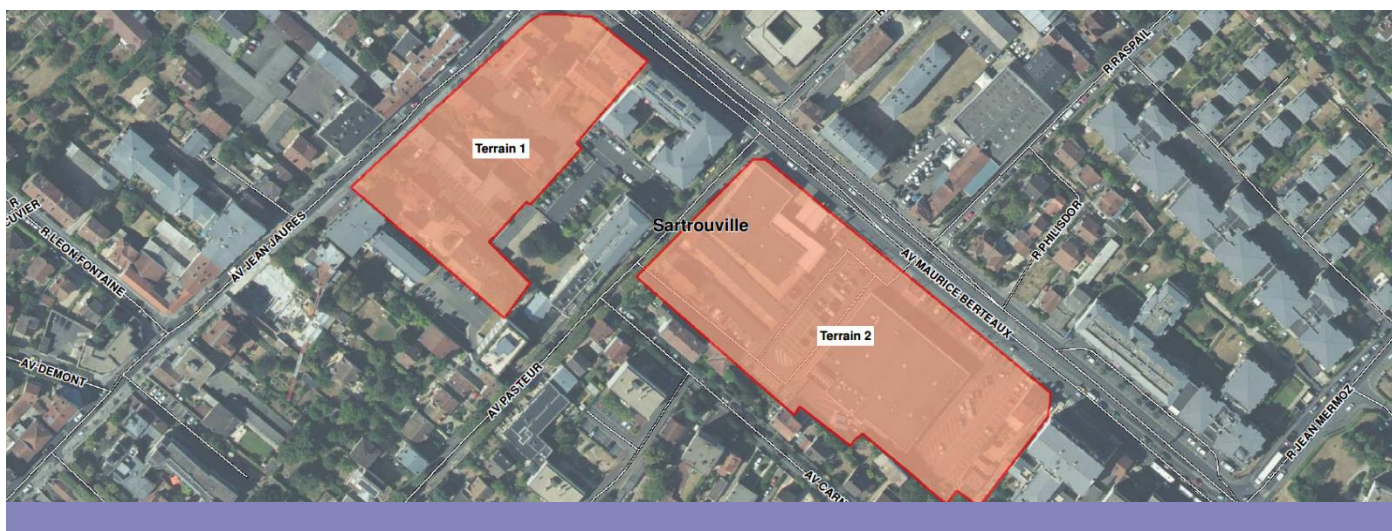 R RASPAIL
Terrain 1
R
CUVIER
Sartrouville
R LEON FONTAINE
AV JEAN JAURES
R PHILISDOR
AV MAURICE BERTEAUX
Terrain 2
AV DEMONT
AV PASTEUR
R JEAN MERMOZ